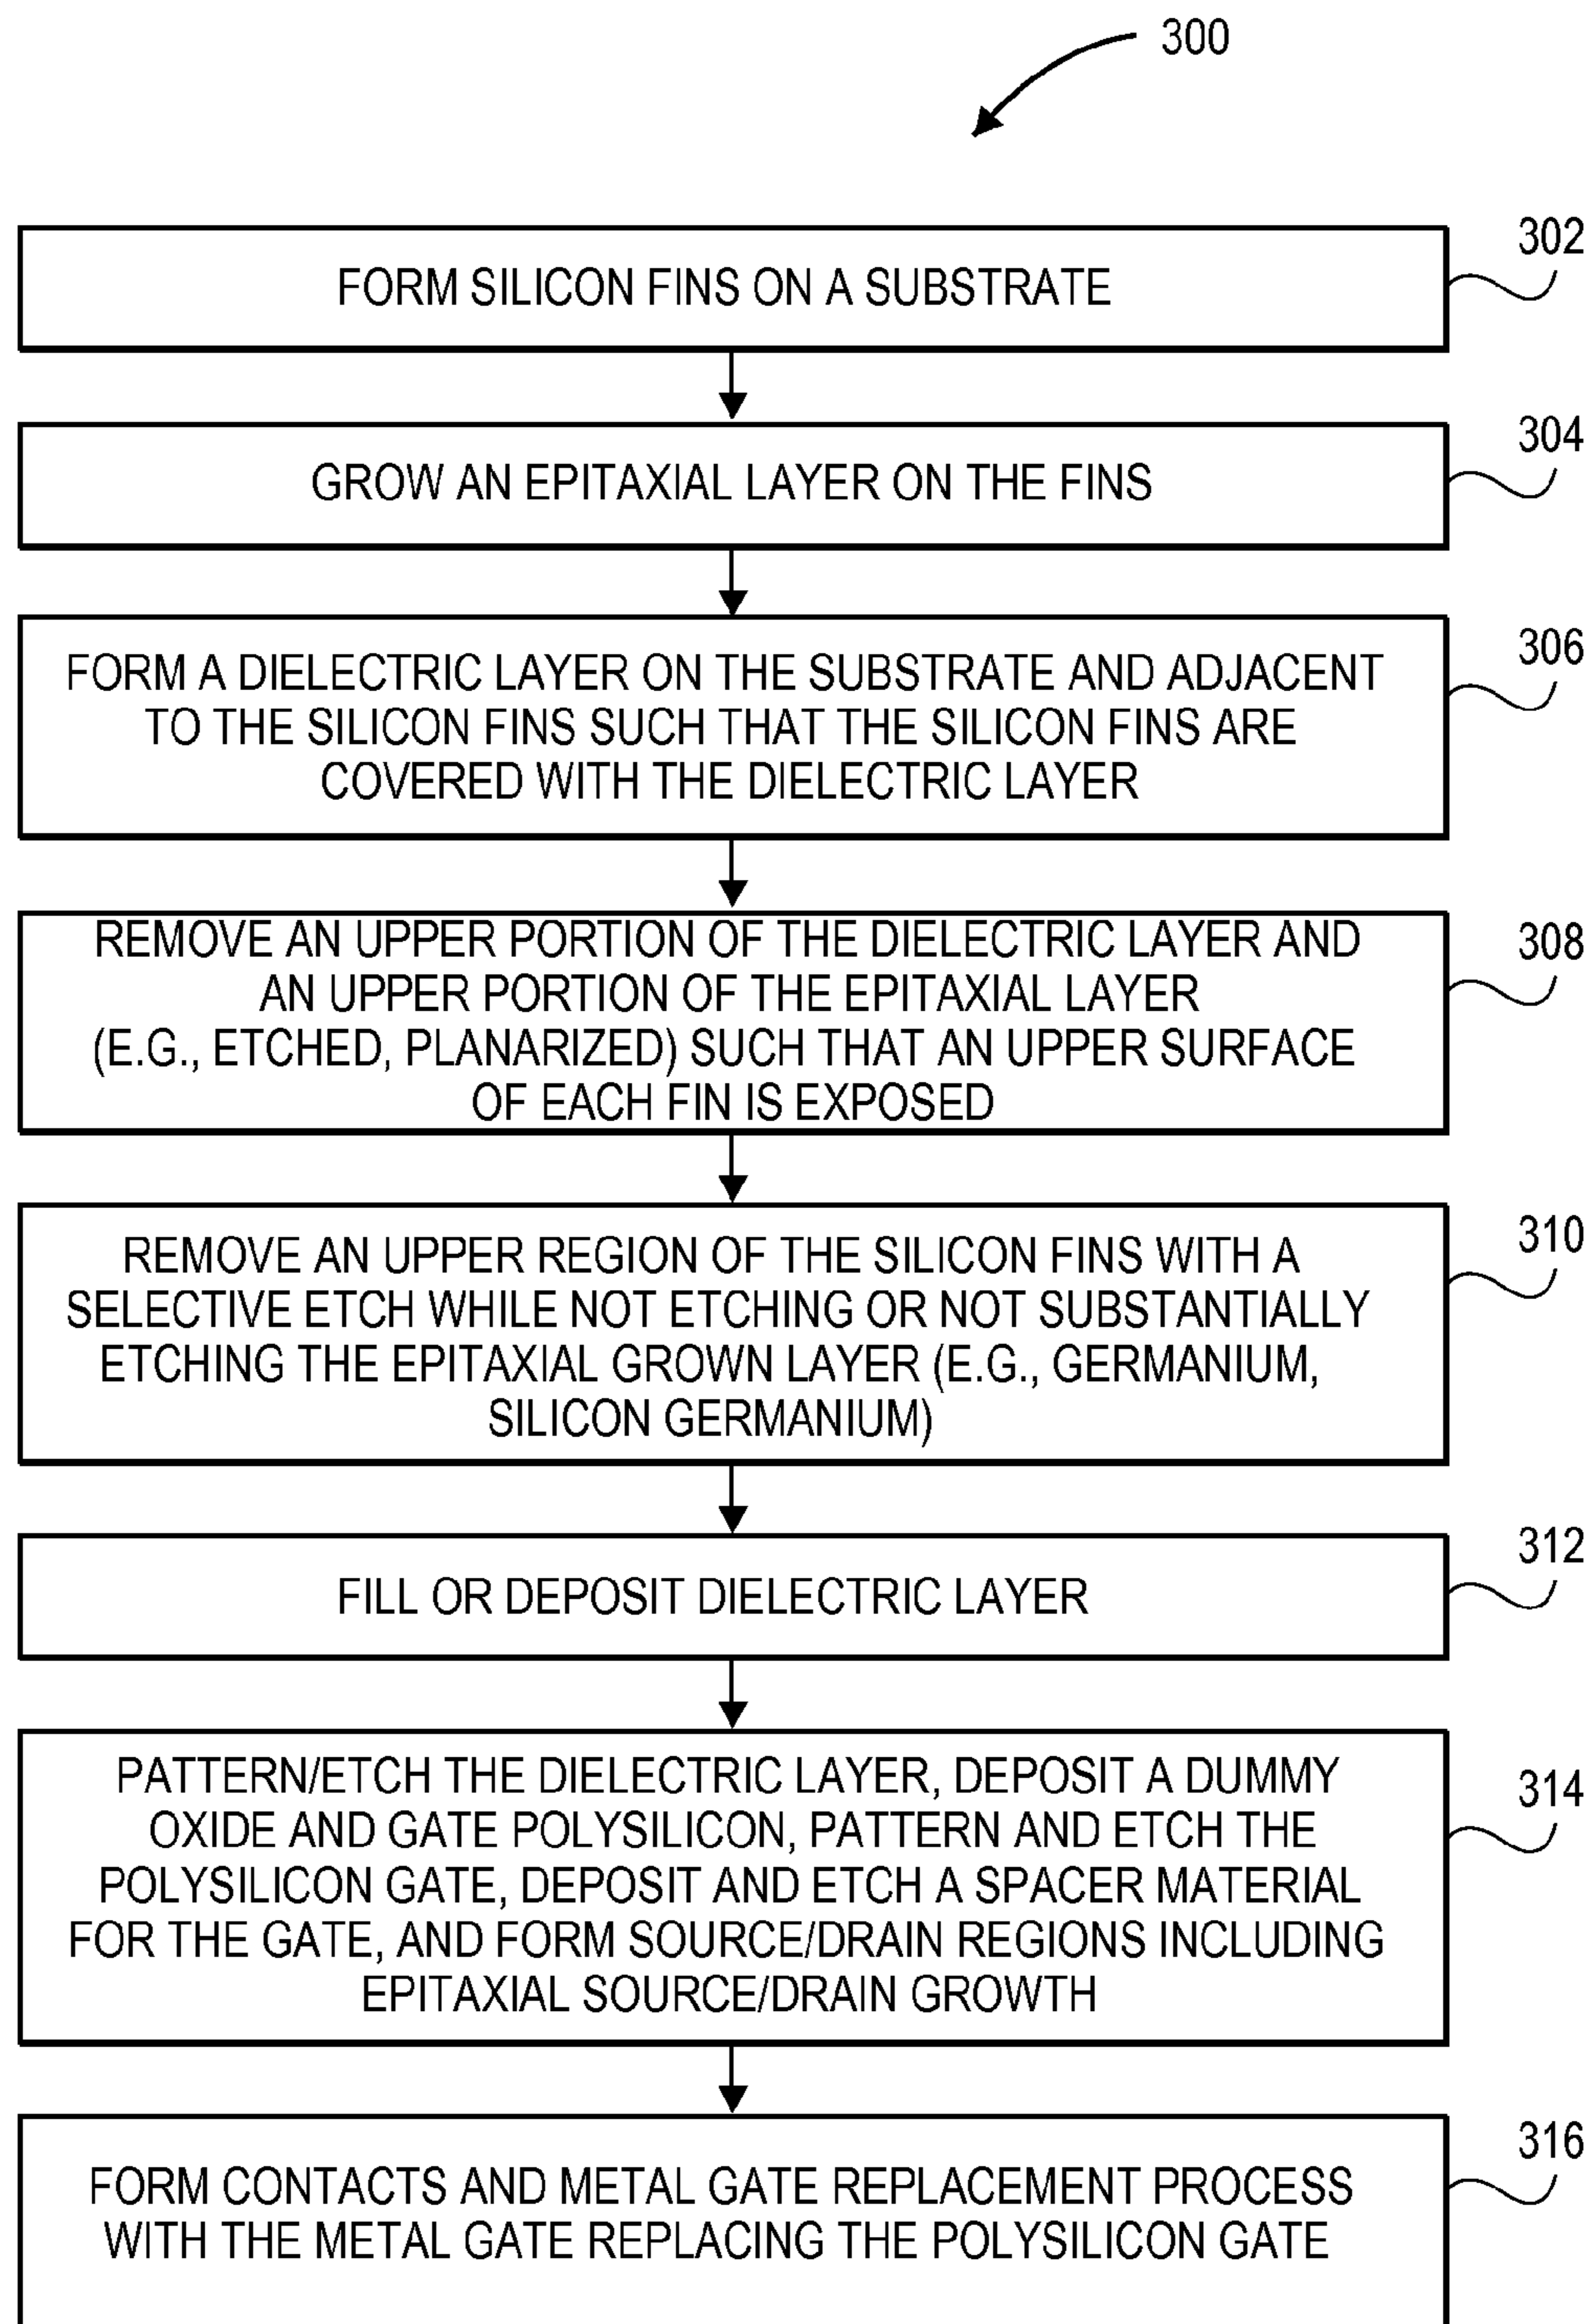 300
302
FORM SILICON FINS ON A SUBSTRATE
304
GROW AN EPITAXIAL LAYER ON THE FINS
306
FORM A DIELECTRIC LAYER ON THE SUBSTRATE AND ADJACENT
TO THE SILICON FINS SUCH THAT THE SILICON FINS ARE
COVERED WITH THE DIELECTRIC LAYER
308
REMOVE AN UPPER PORTION OF THE DIELECTRIC LAYER AND
AN UPPER PORTION OF THE EPITAXIAL LAYER
(E.G., ETCHED, PLANARIZED) SUCH THAT AN UPPER SURFACE
OF EACH FIN IS EXPOSED
310
REMOVE AN UPPER REGION OF THE SILICON FINS WITH A
SELECTIVE ETCH WHILE NOT ETCHING OR NOT SUBSTANTIALLY
ETCHING THE EPITAXIAL GROWN LAYER (E.G., GERMANIUM,
SILICON GERMANIUM)
312
FILL OR DEPOSIT DIELECTRIC LAYER
314
PATTERN/ETCH THE DIELECTRIC LAYER, DEPOSIT A DUMMY
OXIDE AND GATE POLYSILICON, PATTERN AND ETCH THE
POLYSILICON GATE, DEPOSIT AND ETCH A SPACER MATERIAL
FOR THE GATE, AND FORM SOURCE/DRAIN REGIONS INCLUDING
EPITAXIAL SOURCE/DRAIN GROWTH
316
FORM CONTACTS AND METAL GATE REPLACEMENT PROCESS
WITH THE METAL GATE REPLACING THE POLYSILICON GATE